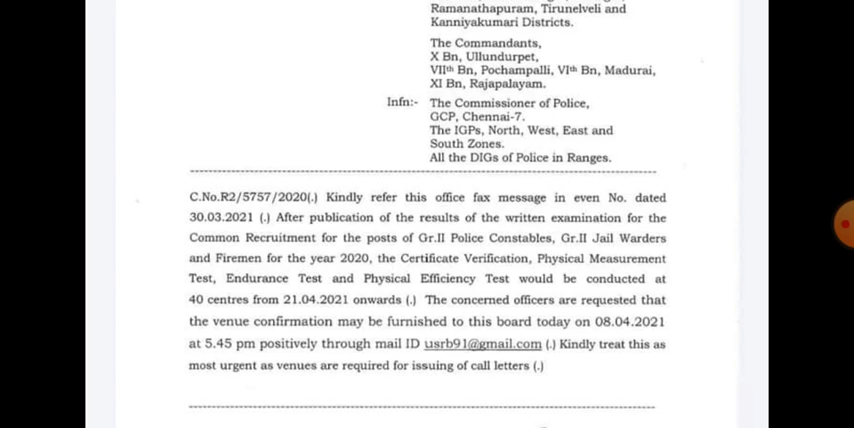 Ramanathapuram, Tirunelveli and
Kanniyakumari Districts.
The Commandants,
X Bn, Ullundurpet,
VIIth Bn, Pochampalli, VIth Bn, Madurai,
XI Bn, Rajapalayam.
Infn:- The Commissioner of Police,
GCP, Chennai-7.
The IGPs, North, West, East and
South Zones.
All the DIGs of Police in Ranges.
C.No.R2/5757/2020(.) Kindly refer this office fax message in even No. dated
30.03.2021 (.) After publication of the results of the written examination for the
Common Recruitment for the posts of Gr.II Police Constables, Gr.II Jail Warders
and Firemen for the year 2020, the Certificate Verification, Physical Measurement
Test, Endurance Test and Physical Efficiency Test would be conducted at
40 centres from 21.04.2021 onwards (.) The concerned officers are requested that
the venue confirmation may be furnished to this board today on 08.04.2021
at 5.45 pm positively through mail ID usrb91@gmail.com (.) Kindly treat this as
most urgent as venues are required for issuing of call letters (.)